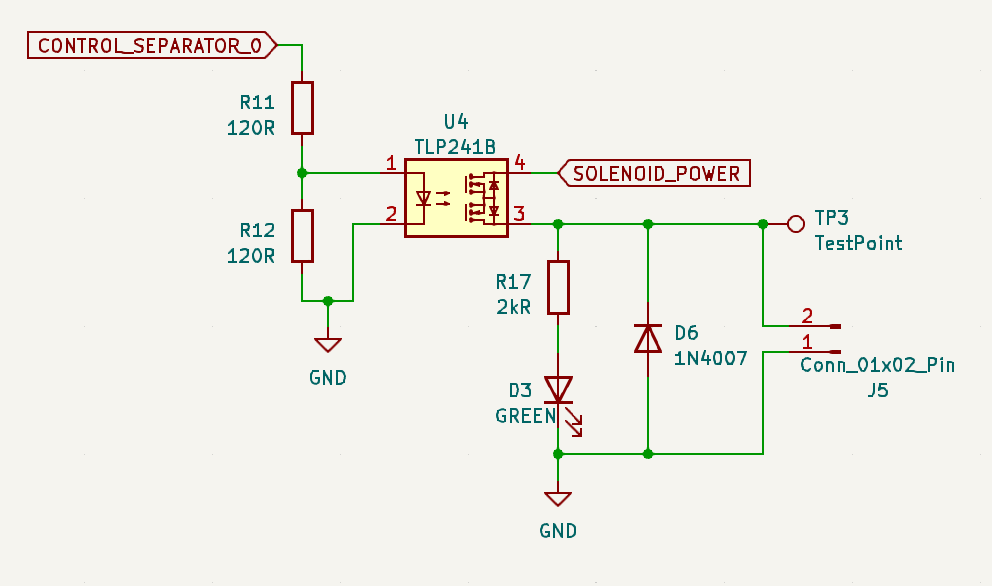 CONTROL_SEPARATOR_0
R11
120R
U4
TLP241B
1
4
SOLENOID_POWER
2
3
R12
120R
TP3
TestPoint
GND
R17
2kR
D6
1N4007
2
1
Conn_01x02_Pin
J5
D3
GREEN
GND